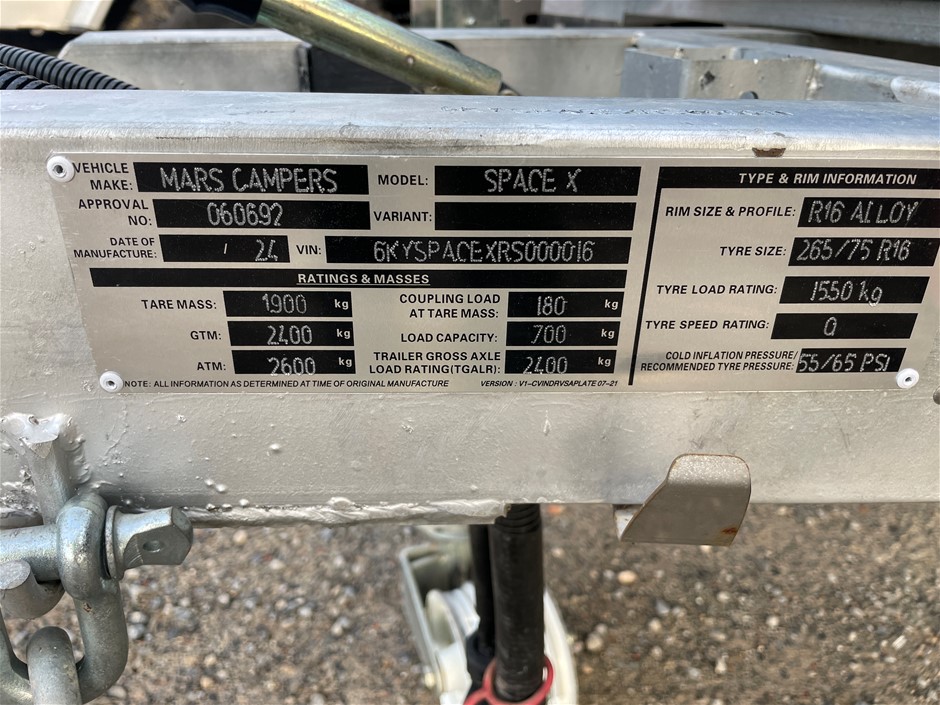 VEHICLE MAKE: MARS CAMPERS MODEL: SPACE X
APPROVAL NO: 060692 VARIANT:
DATE OF MANUFACTURE: / 24 VIN: 6KYSPACEXRS000016
RATINGS & MASSES
TARE MASS: 1900 kg COUPLING LOAD AT TARE MASS: 180 kg
GTM: 2400 kg LOAD CAPACITY: 700 kg
ATM: 2600 kg TRAILER GROSS AXLE LOAD RATING(TGALR): 2400 kg
NOTE: ALL INFORMATION AS DETERMINED AT TIME OF ORIGINAL MANUFACTURE VERSION : V1-CVINDRVSAPLATE 07-21
TYPE & RIM INFORMATION
RIM SIZE & PROFILE: R16 ALLOY
TYRE SIZE: 265/75 R16
TYRE LOAD RATING: 1550 kg
TYRE SPEED RATING: Q
COLD INFLATION PRESSURE/
RECOMMENDED TYRE PRESSURE: 55/65 PSI